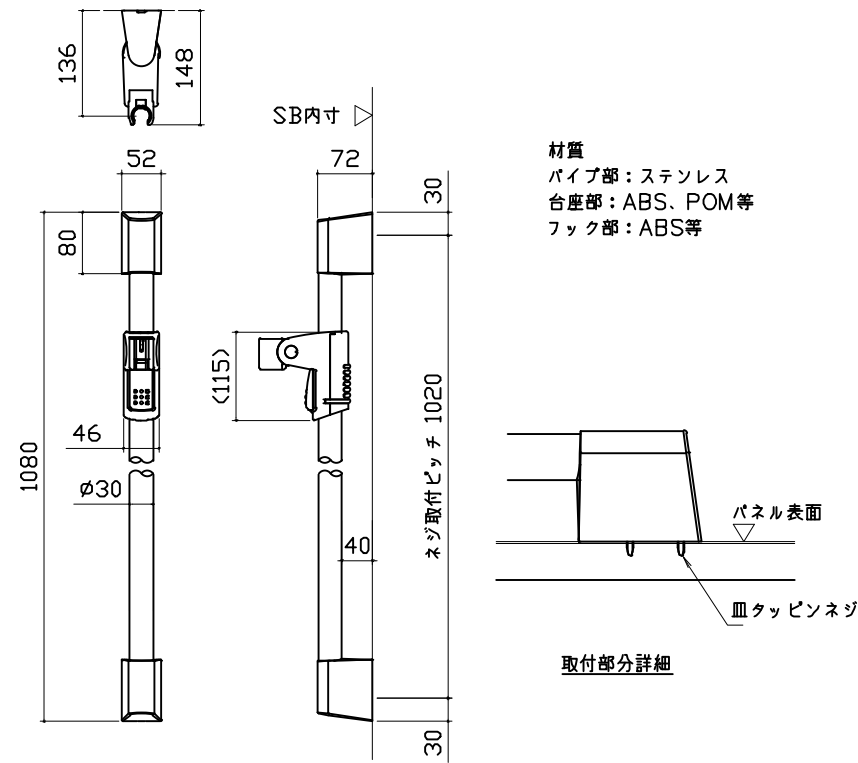 136
148
SB内寸
52
72
30
材質
パイプ部：ステンレス
台座部：ABS、POM等
フック部：ABS等
80
(115)
46
1080
φ30
ネジ取付ピッチ 1020
40
30
パネル表面
皿タッピンネジ
取付部分詳細